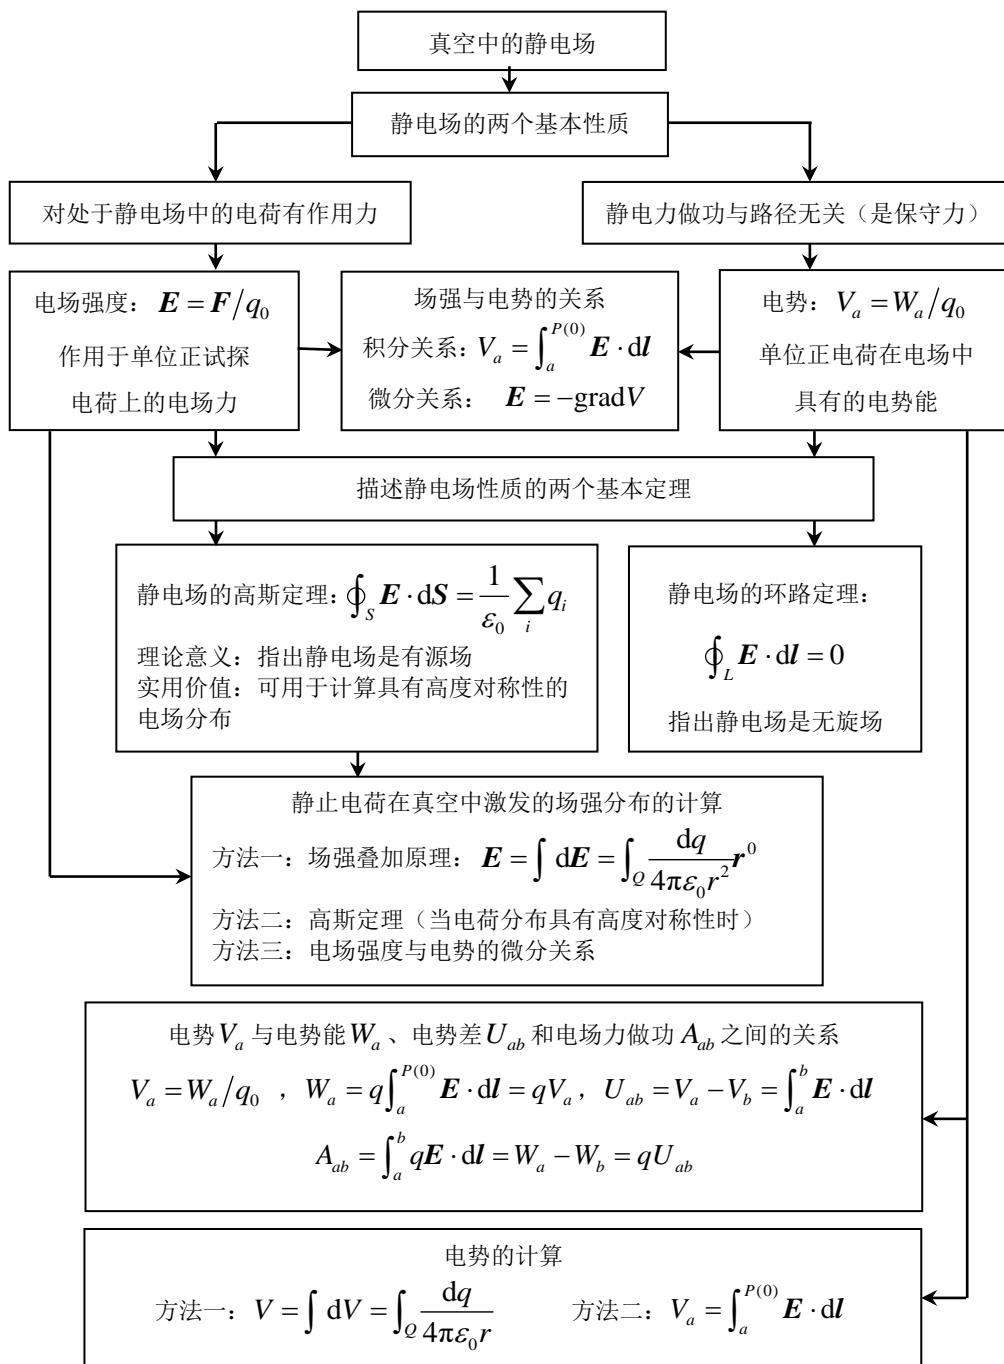 真空中的静电场
静电场的两个基本性质
对处于静电场中的电荷有作用力
静电力做功与路径无关（是保守力）
电场强度：E = F/q₀
作用于单位正试探
电荷上的电场力
场强与电势的关系
积分关系：V_a = ∫_a^{P(0)} E · dl
微分关系： E = −gradV
电势：V_a = W_a/q₀
单位正电荷在电场中
具有的电势能
描述静电场性质的两个基本定理
静电场的高斯定理：∮_S E · dS = 1/ε₀ ∑_i q_i
理论意义：指出静电场是有源场
实用价值：可用于计算具有高度对称性的
电场分布
静电场的环路定理：
∮_L E · dl = 0
指出静电场是无旋场
静止电荷在真空中激发的场强分布的计算
方法一：场强叠加原理：E = ∫ dE = ∫_Q dq/(4πε₀r²) r⁰
方法二：高斯定理（当电荷分布具有高度对称性时）
方法三：电场强度与电势的微分关系
电势V_a与电势能W_a、电势差U_ab和电场力做功 A_ab 之间的关系
V_a = W_a/q₀ ，W_a = q∫_a^{P(0)} E · dl = qV_a，U_ab = V_a − V_b = ∫_a^b E · dl
A_ab = ∫_a^b qE · dl = W_a − W_b = qU_ab
电势的计算
方法一：V = ∫ dV = ∫_Q dq/(4πε₀r) 方法二：V_a = ∫_a^{P(0)} E · dl